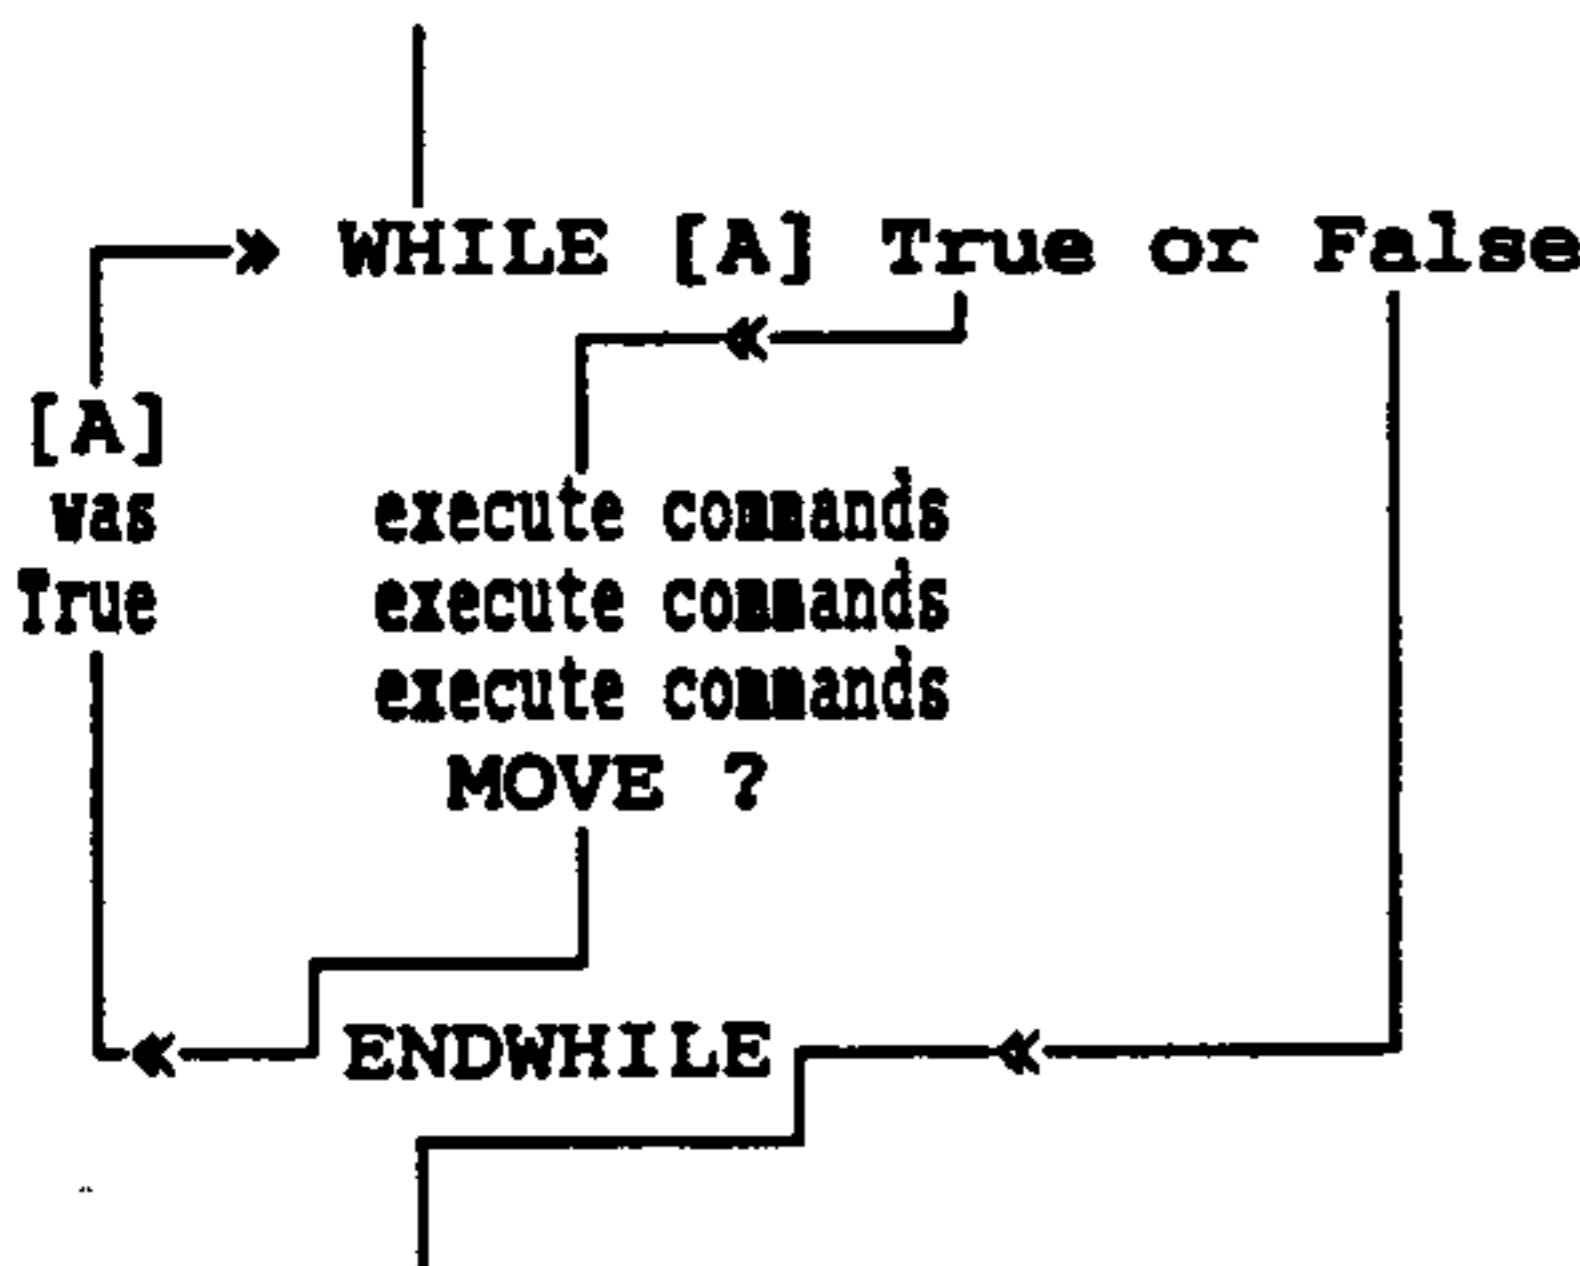 WHILE [A] True or False
[A]
was
True
execute commands
execute commands
execute commands
MOVE ?
ENDWHILE